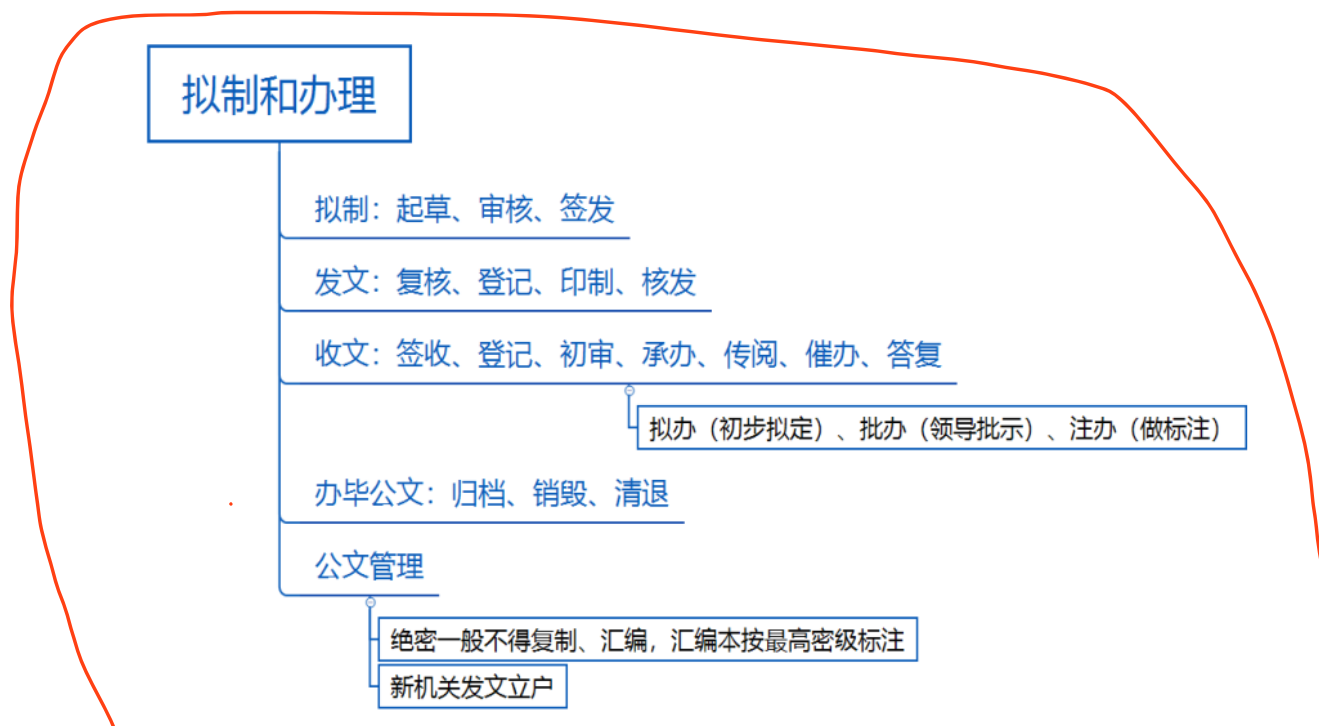 拟制和办理
拟制：起草、审核、签发
发文：复核、登记、印制、核发
收文：签收、登记、初审、承办、传阅、催办、答复
拟办（初步拟定）、批办（领导批示）、注办（做标注）
办毕公文：归档、销毁、清退
公文管理
绝密一般不得复制、汇编，汇编本按最高密级标注
新机关发文立户